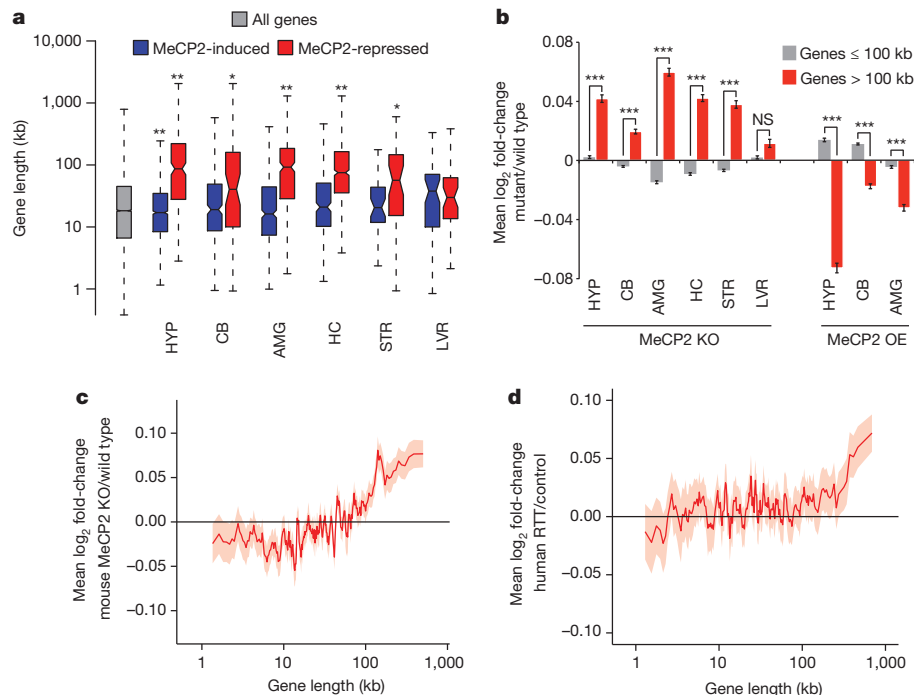 a
All genes
MeCP2-induced MeCP2-repressed
Gene length (kb)
10,000
1,000
100
10
1
** ** * ** ** *
HYP CB AMG HC STR LVR
b
Genes ≤ 100 kb
Genes > 100 kb
Mean log2 fold-change
mutant/wild type
0.08
0.04
0
−0.04
−0.08
*** *** *** *** *** NS *** *** ***
HYP CB AMG HC STR LVR HYP CB AMG
MeCP2 KO MeCP2 OE
c
Mean log2 fold-change
mouse MeCP2 KO/wild type
0.10
0.05
0.00
−0.05
−0.10
1 10 100 1,000
Gene length (kb)
d
Mean log2 fold-change
human RTT/control
0.10
0.05
0.00
−0.05
−0.10
1 10 100 1,000
Gene length (kb)